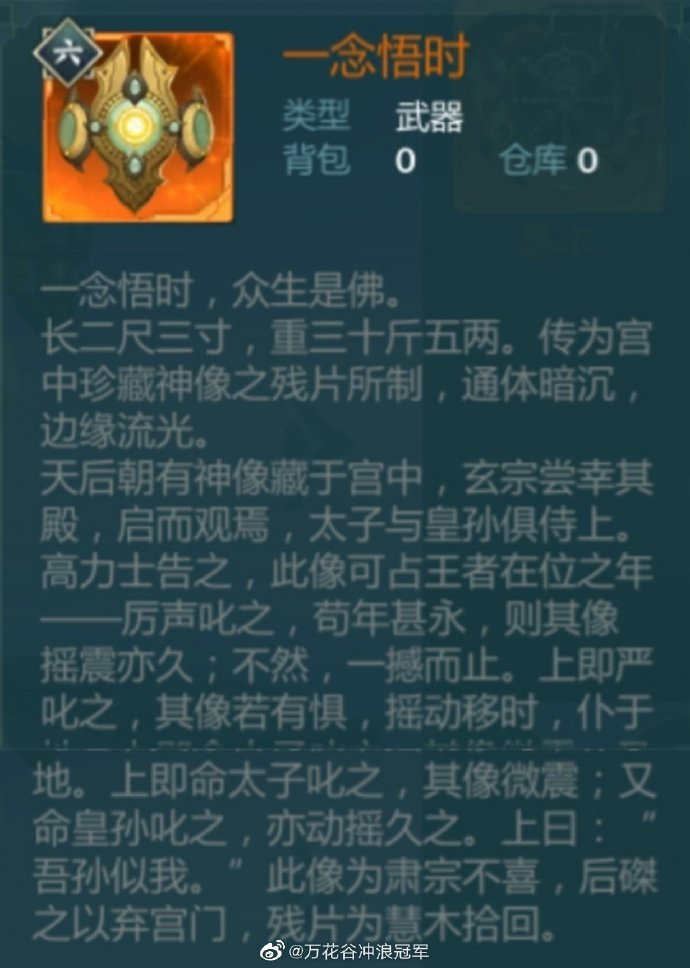 六
一念悟时
类型 武器
背包 0 仓库 0
一念悟时，众生是佛。
长二尺三寸，重三十斤五两。传为宫
中珍藏神像之残片所制，通体暗沉，
边缘流光。
天后朝有神像藏于宫中，玄宗尝幸其
殿，启而观焉，太子与皇孙俱侍上。
高力士告之，此像可占王者在位之年
——厉声叱之，苟年甚永，则其像
摇震亦久；不然，一撼而止。上即严
叱之，其像若有惧，摇动移时，仆于
地。上即命太子叱之，其像微震；又
命皇孙叱之，亦动摇久之。上曰：“
吾孙似我。”此像为肃宗不喜，后磔
之以弃宫门，残片为慧木拾回。
@万花谷冲浪冠军